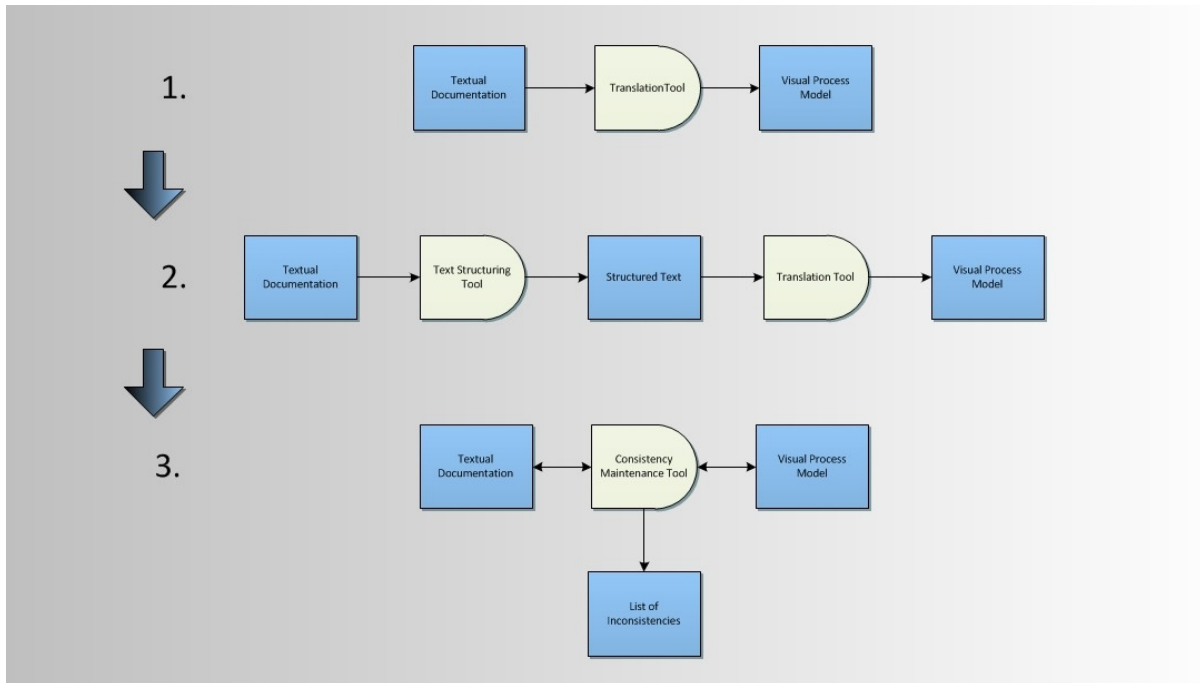 1.
Textual
Documentation
TranslationTool
Visual Process
Model
2.
Textual
Documentation
Text Structuring
Tool
Structured Text
Translation Tool
Visual Process
Model
3.
Textual
Documentation
Consistency
Maintenance Tool
Visual Process
Model
List of
Inconsistencies